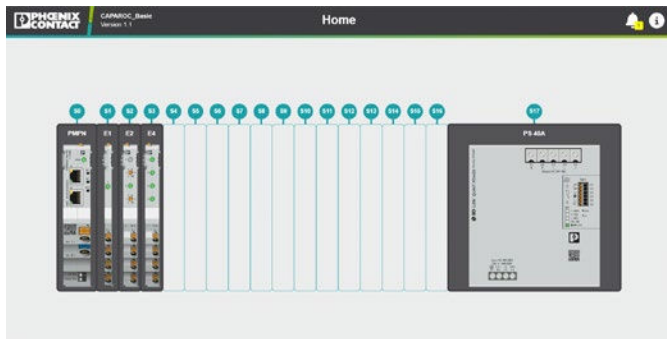 PHŒNIX
CONTACT
CAPAROC_Basic
Version 1.1
Home
S0 S1 S2 S3 S4 S5 S6 S7 S8 S9 S10 S11 S12 S13 S14 S15 S16 S17
PMPN E1 E2 E4 PS 40A